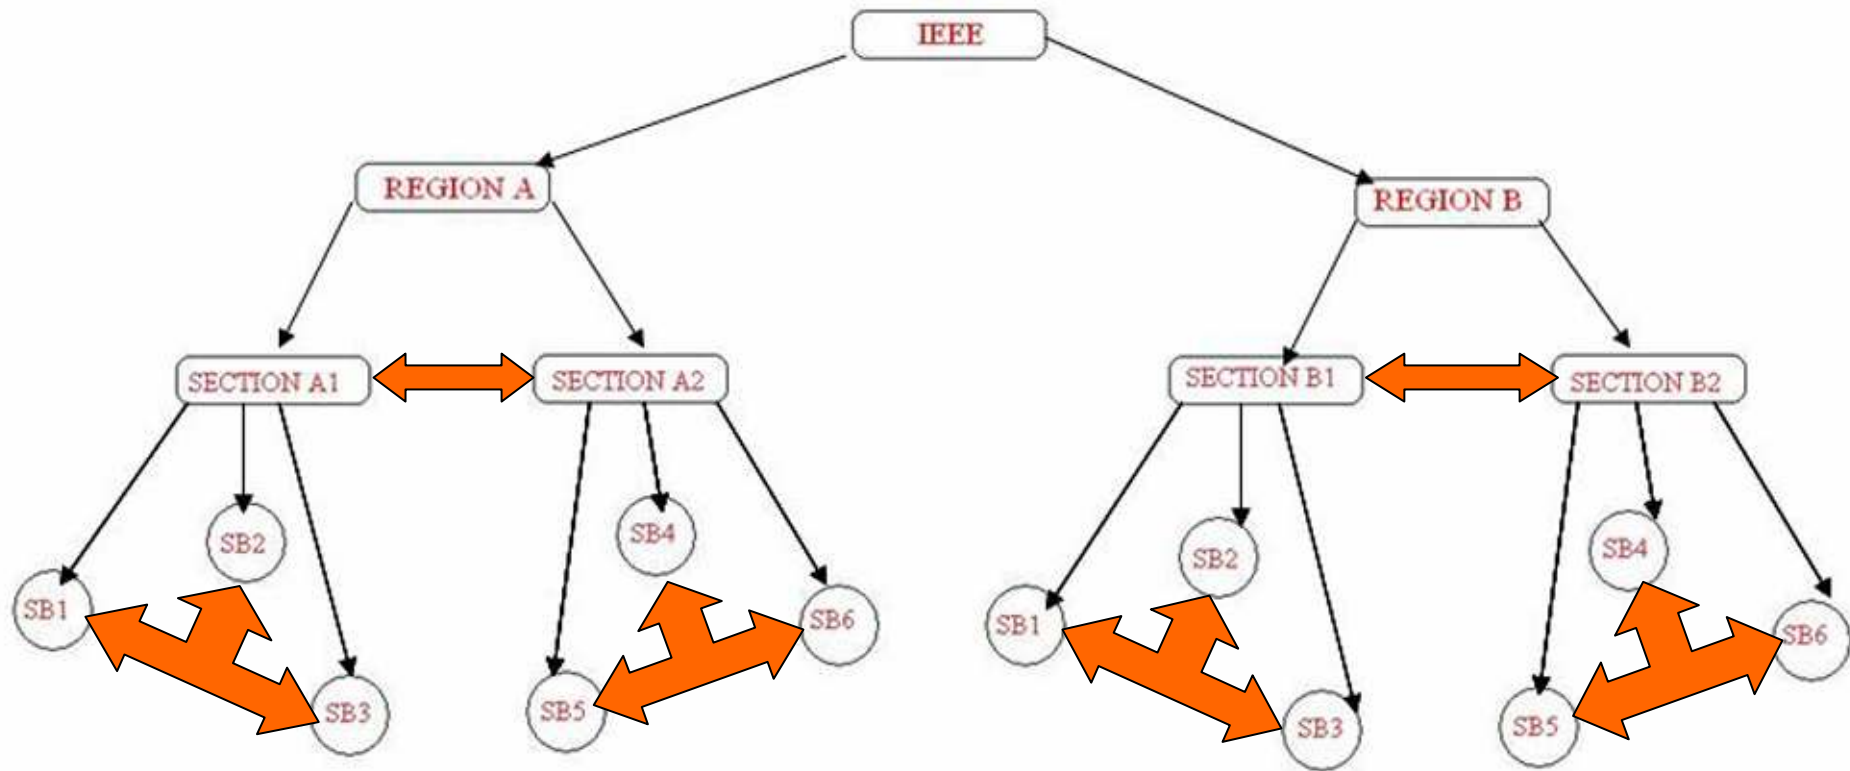 IEEE
REGION A
REGION B
SECTION A1
SECTION A2
SECTION B1
SECTION B2
SB2
SB4
SB2
SB4
SB1
SB6
SB1
SB6
SB3
SB5
SB3
SB5